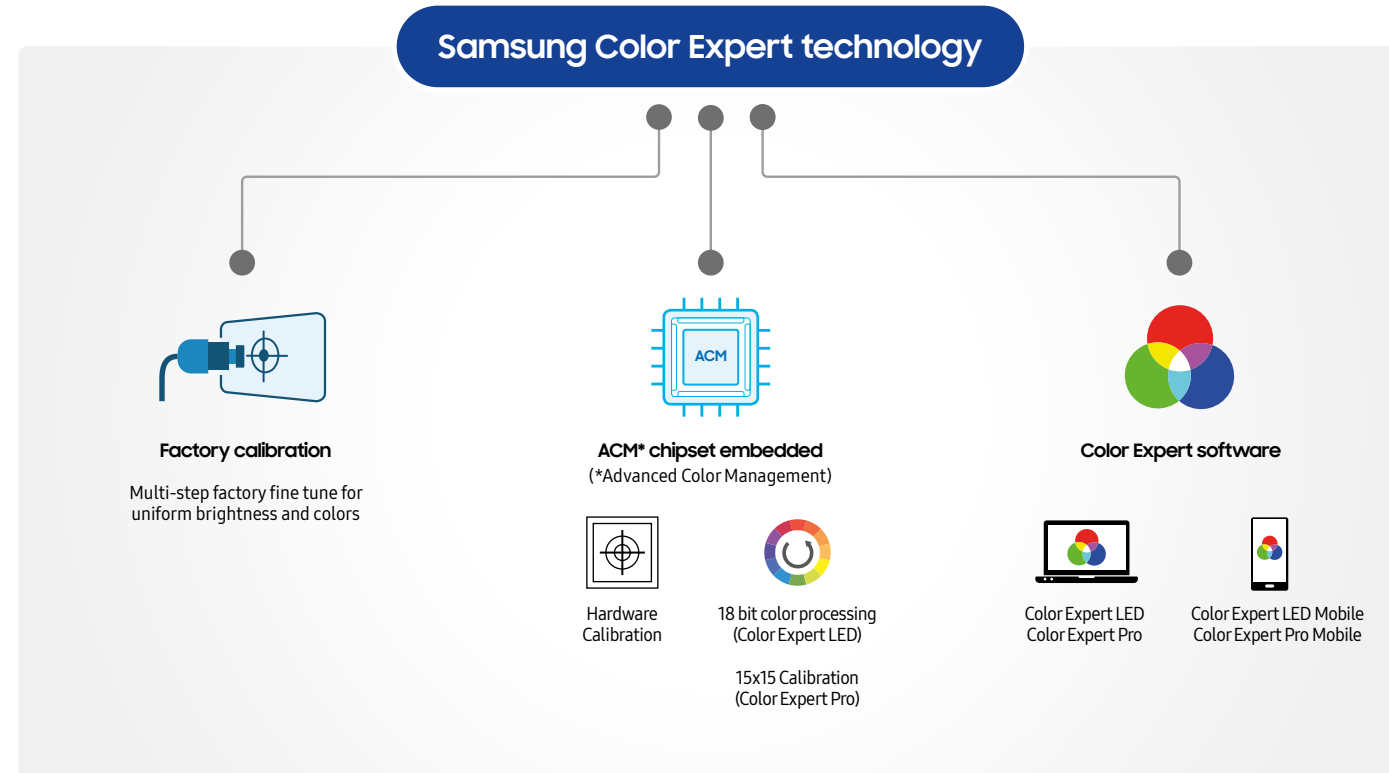 Samsung Color Expert technology
ACM
Factory calibration
Multi-step factory fine tune for
uniform brightness and colors
ACM* chipset embedded
(*Advanced Color Management)
Hardware
Calibration
18 bit color processing
(Color Expert LED)
15x15 Calibration
(Color Expert Pro)
Color Expert software
Color Expert LED
Color Expert Pro
Color Expert LED Mobile
Color Expert Pro Mobile